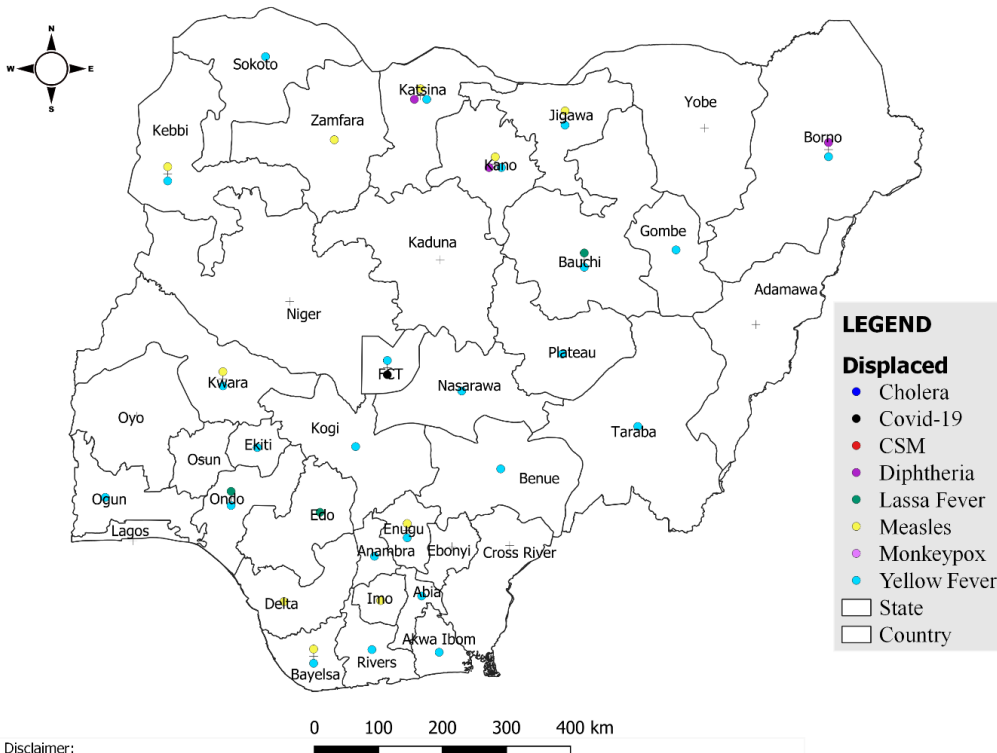 N
W E
S
Sokoto
Katsina
Yobe
Jigawa
Zamfara
Kebbi
Borno
Kano
Gombe
Kaduna
Bauchi
Adamawa
Niger
Plateau
FCT
Kwara
Nasarawa
Oyo
Kogi
Taraba
Ekiti
Osun
Benue
Ogun
Ondo
Edo
Lagos
Enugu
Anambra
Ebonyi
Cross River
Delta
Imo
Abia
Akwa Ibom
Rivers
Bayelsa
LEGEND
Displaced
Cholera
Covid-19
CSM
Diphtheria
Lassa Fever
Measles
Monkeypox
Yellow Fever
State
Country
0 100 200 300 400 km
Disclaimer: